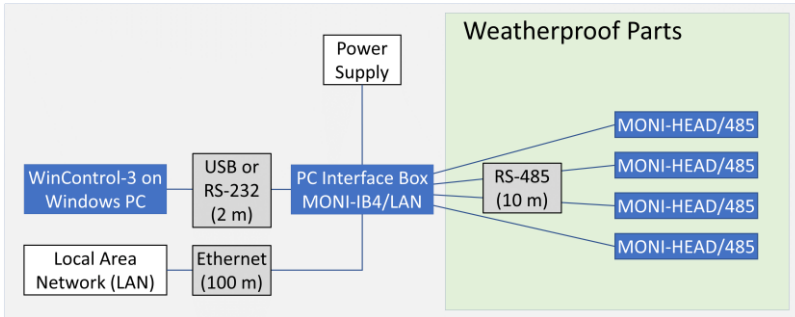 Weatherproof Parts
Power
Supply
MONI-HEAD/485
WinControl-3 on
Windows PC
USB or
RS-232
(2 m)
PC Interface Box
MONI-IB4/LAN
RS-485
(10 m)
MONI-HEAD/485
MONI-HEAD/485
MONI-HEAD/485
Local Area
Network (LAN)
Ethernet
(100 m)